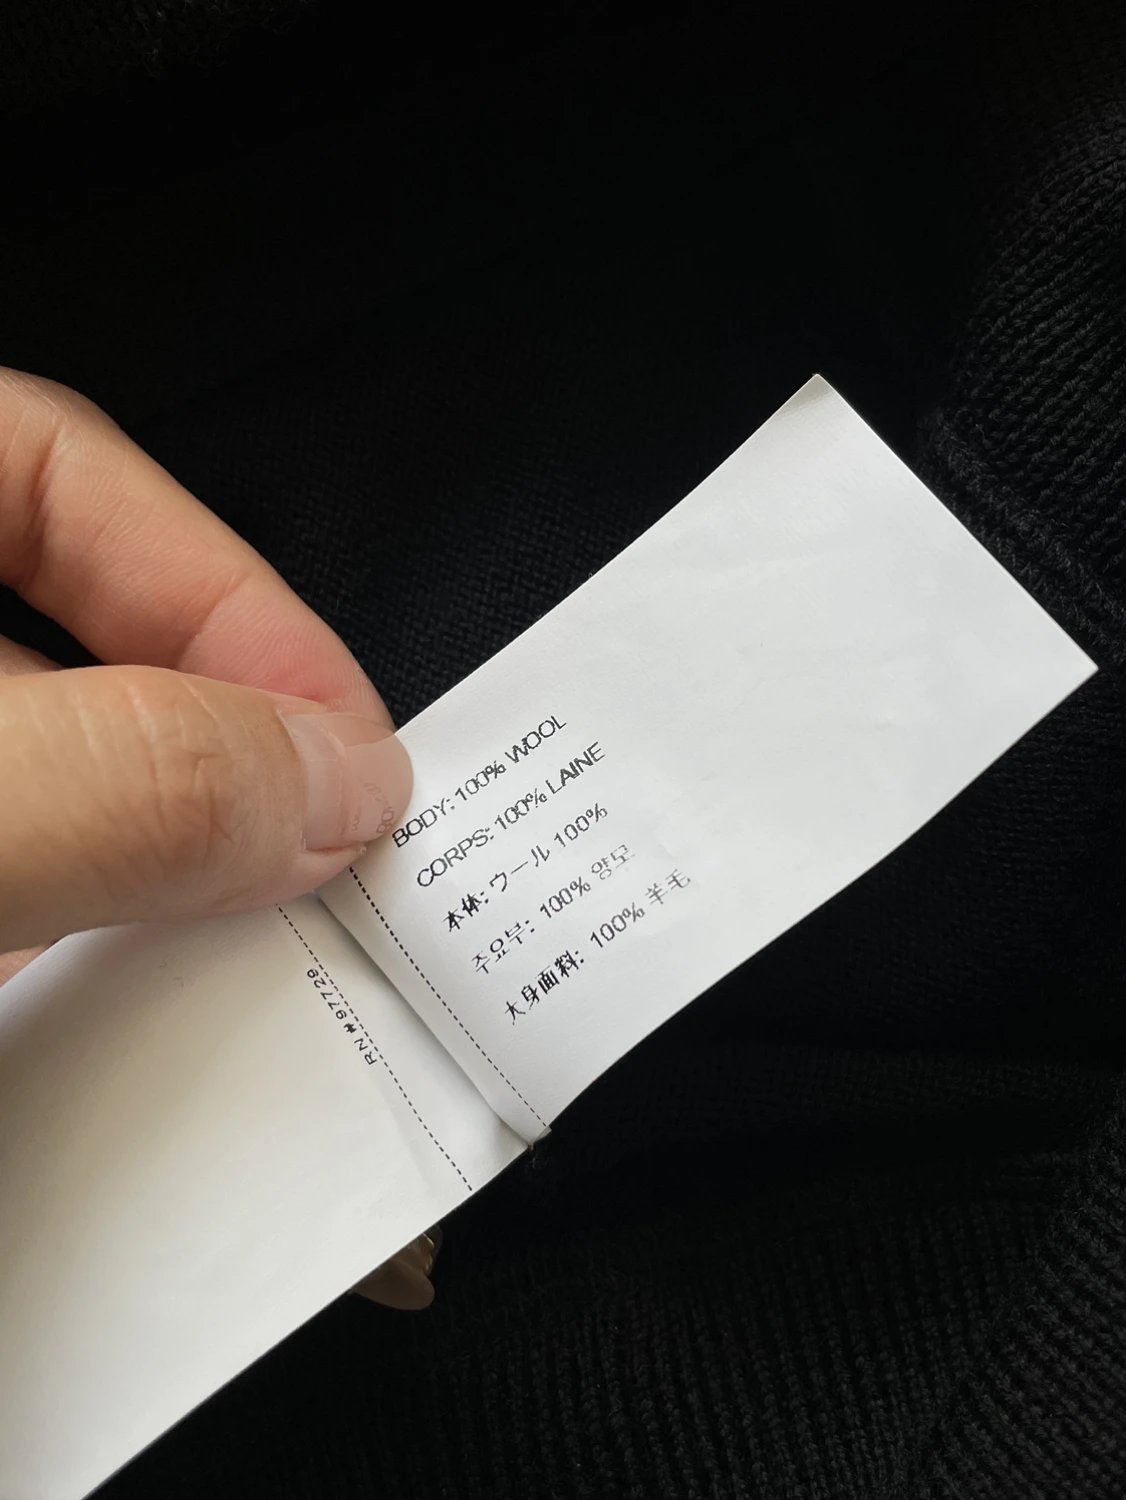 BODY: 100% WOOL
CORPS: 100% LAINE
本体: ウール 100%
주요부: 100% 양모
大身面料: 100% 羊毛
RN#97729